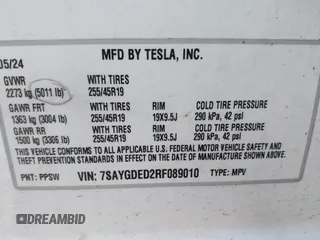 MFD BY TESLA, INC.
05/24
GVWR WITH TIRES
2273 kg (5011 lb) 255/45R19
GAWR FRT WITH TIRES RIM COLD TIRE PRESSURE
1363 kg (3004 lb) 255/45R19 19X9.5J 290 kPa, 42 psi
GAWR RR WITH TIRES RIM COLD TIRE PRESSURE
1500 kg (3306 lb) 255/45R19 19X9.5J 290 kPa, 42 psi
THIS VEHICLE CONFORMS TO ALL APPLICABLE U.S. FEDERAL MOTOR VEHICLE SAFETY AND
THEFT PREVENTION STANDARDS IN EFFECT ON THE DATE OF MANUFACTURE SHOWN ABOVE.
PNT: PPSW VIN: 7SAYGDED2RF089010 TYPE: MPV
DREAMBID